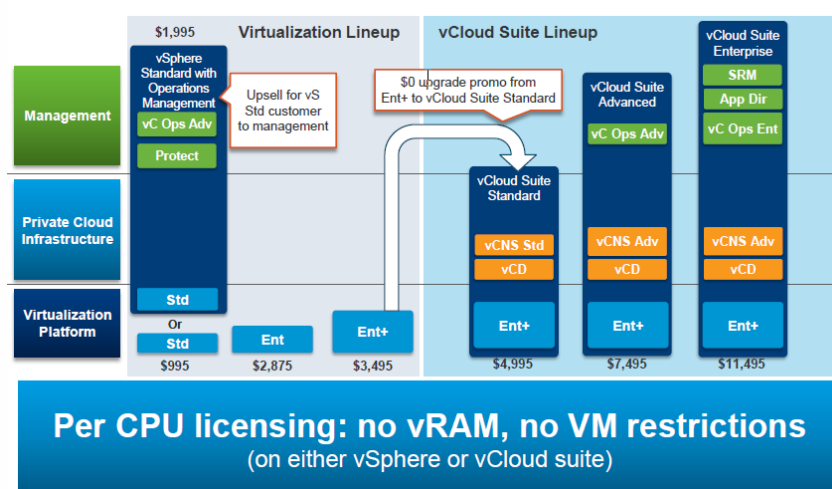 $1,995
Virtualization Lineup
vCloud Suite Lineup
Management
Private Cloud
Infrastructure
Virtualization
Platform
vSphere
Standard with
Operations
Management
vC Ops Adv
Protect
Std
Or
Std
$995
Upsell for vS
Std customer
to management
Ent
$2,875
Ent+
$3,495
$0 upgrade promo from
Ent+ to vCloud Suite Standard
vCloud Suite
Standard
vCNS Std
vCD
Ent+
$4,995
vCloud Suite
Advanced
vC Ops Adv
vCNS Adv
vCD
Ent+
$7,495
vCloud Suite
Enterprise
SRM
App Dir
vC Ops Ent
vCNS Adv
vCD
Ent+
$11,495
Per CPU licensing: no vRAM, no VM restrictions
(on either vSphere or vCloud suite)